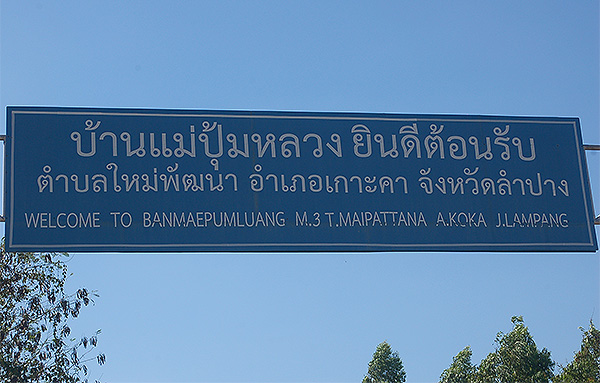 บ้านแม่ปุ้มหลวง ยินดีต้อนรับ
ตำบลใหม่พัฒนา อำเภอเกาะคา จังหวัดลำปาง
WELCOME TO BANMAEPUMLUANG M.3 T.MAIPATTANA A.KOKA J.LAMPANG